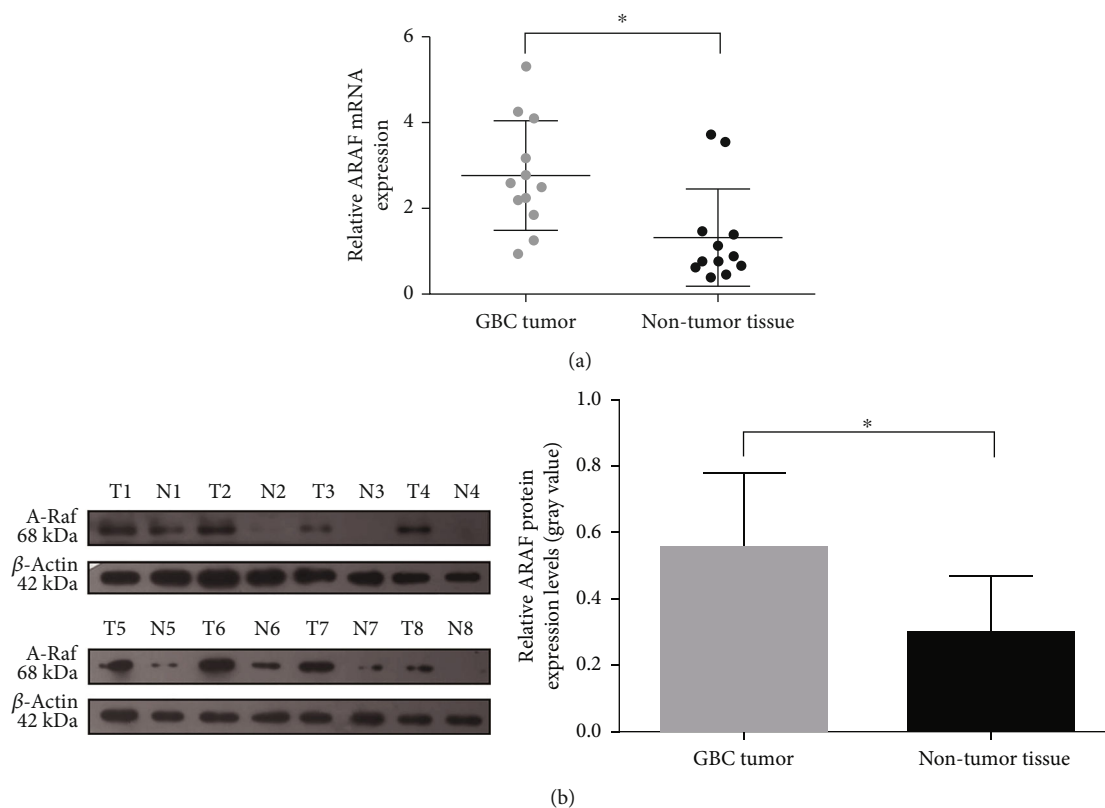 *
6
4
2
0
Relative ARAF mRNA
expression
GBC tumor
Non-tumor tissue
(a)
T1 N1 T2 N2 T3 N3 T4 N4
A-Raf
68 kDa
β-Actin
42 kDa
T5 N5 T6 N6 T7 N7 T8 N8
A-Raf
68 kDa
β-Actin
42 kDa
*
1.0
0.8
0.6
0.4
0.2
0.0
Relative ARAF protein
expression levels (gray value)
GBC tumor
Non-tumor tissue
(b)